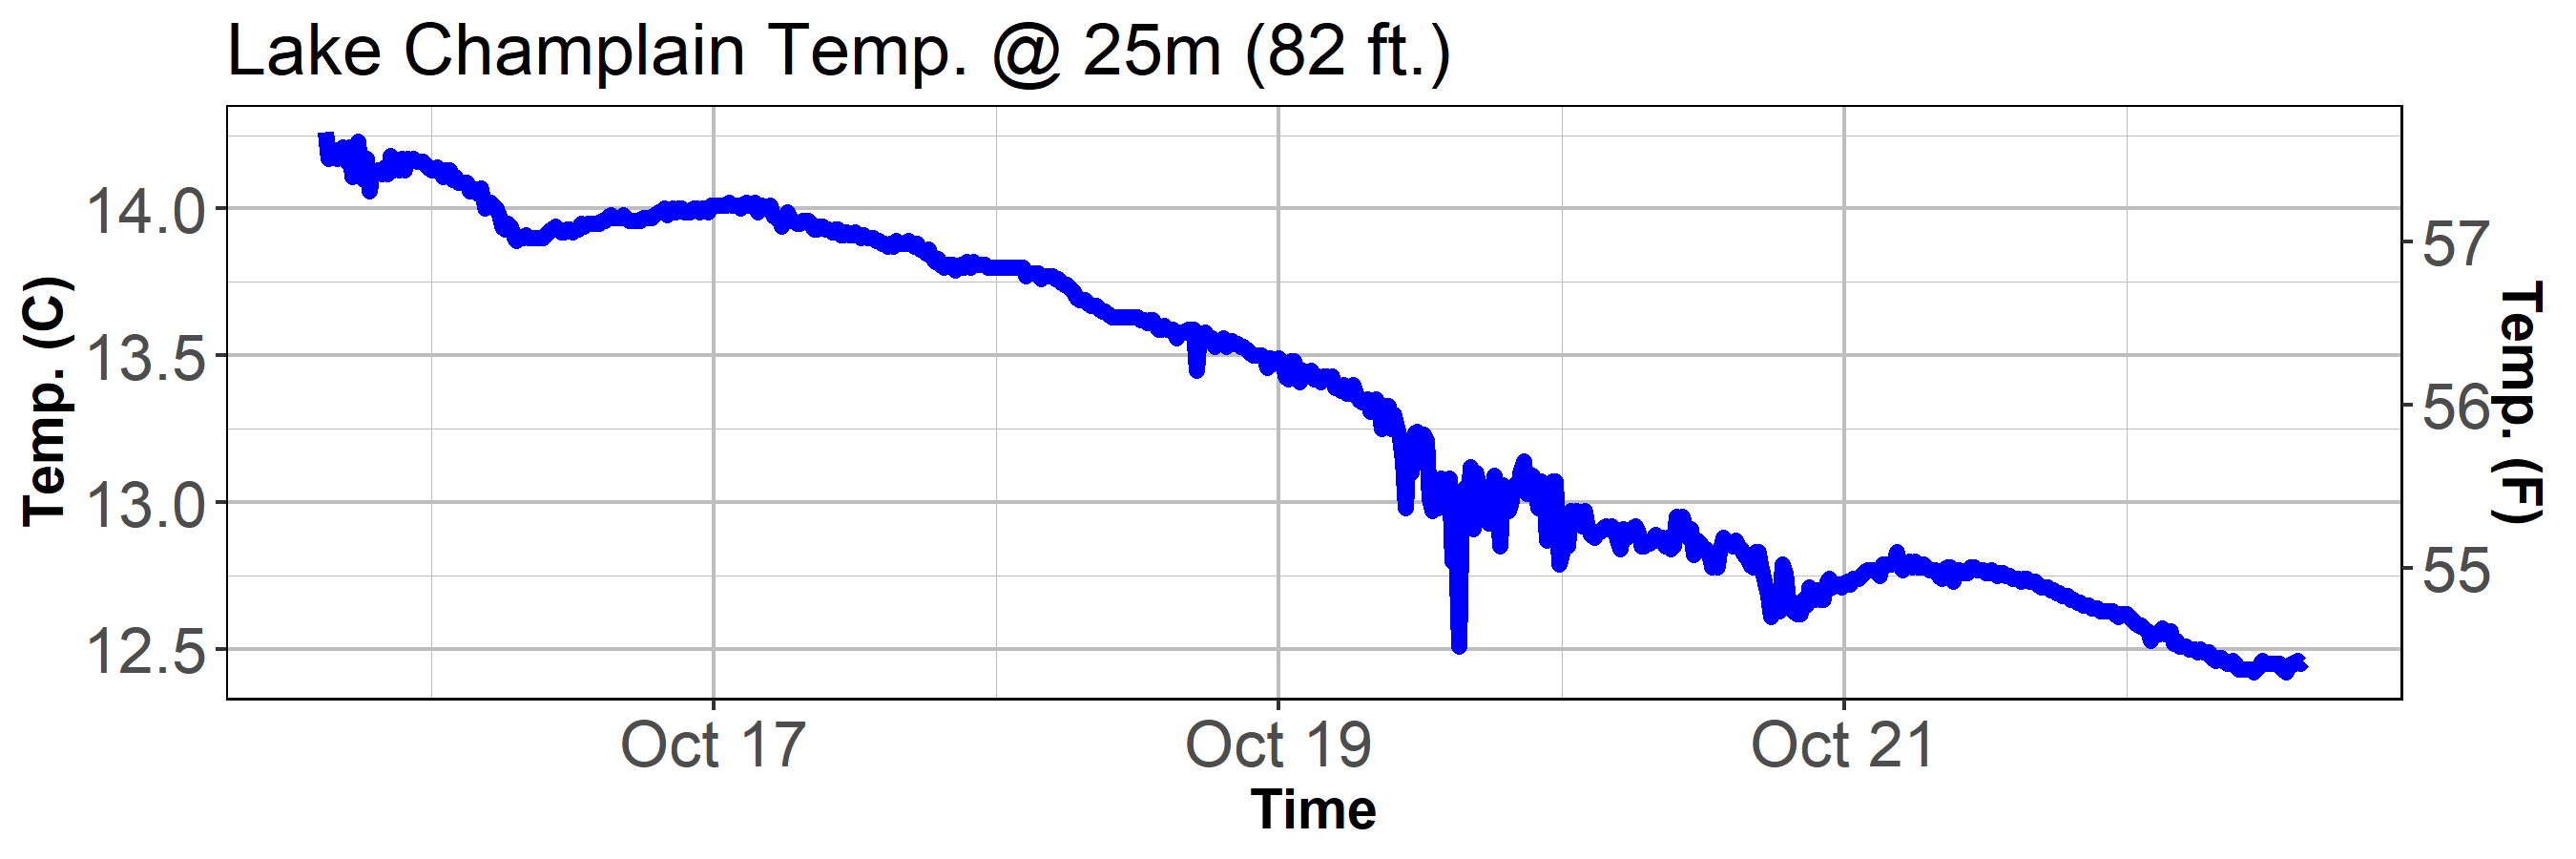 Lake Champlain Temp. @ 25m (82 ft.)
Temp. (C)
14.0
13.5
13.0
12.5
57
56
55
Temp. (F)
Oct 17
Oct 19
Oct 21
Time